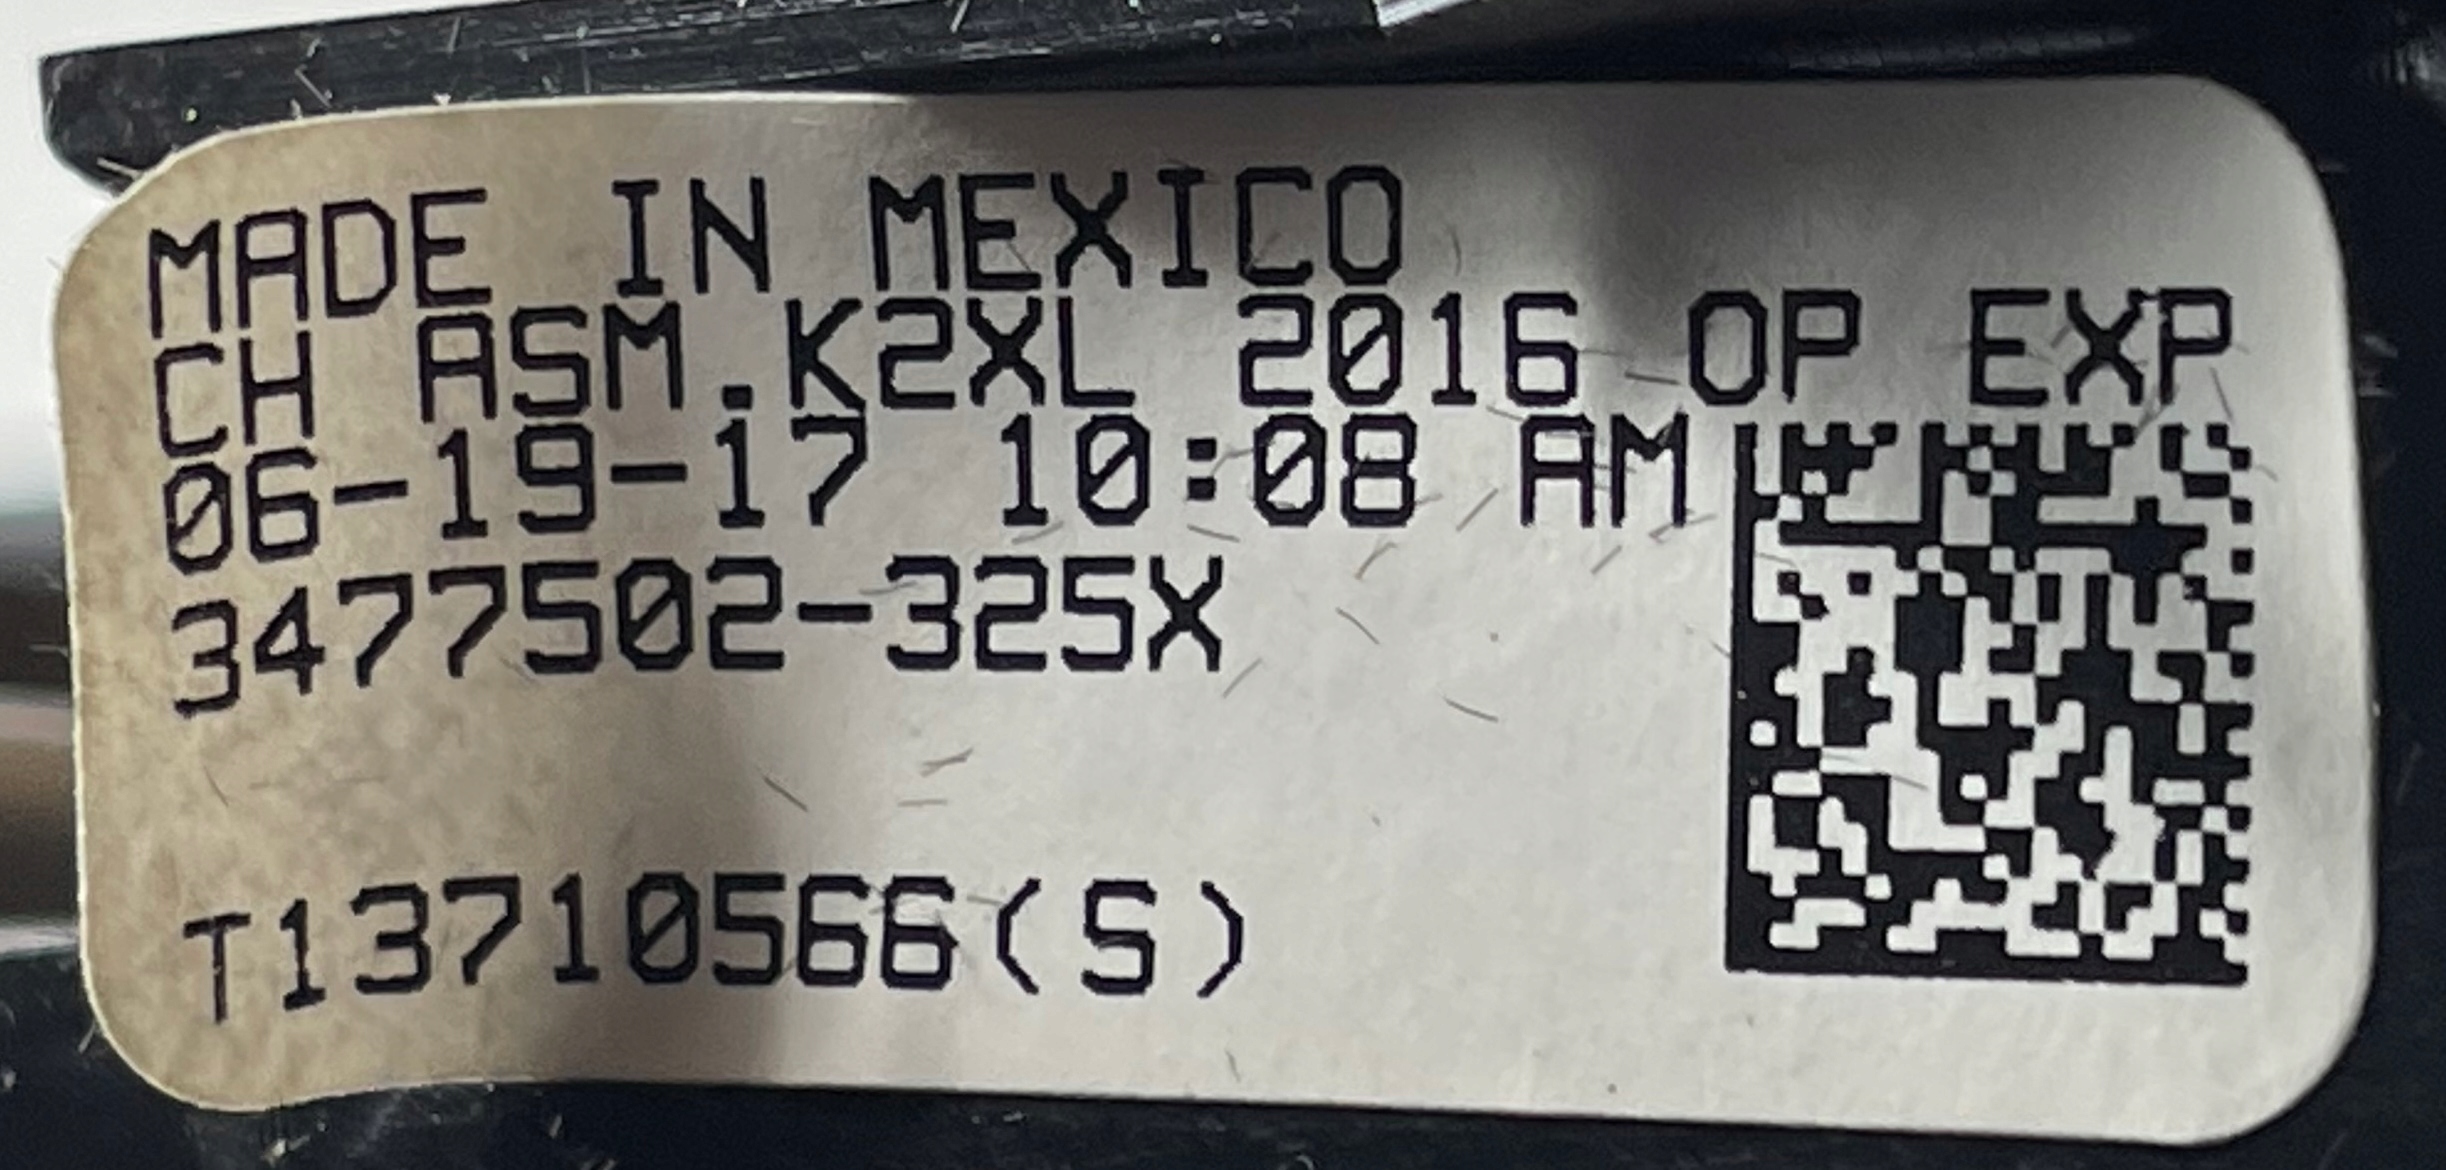 MADE IN MEXICO
CH ASM.K2XL 2016 OP EXP
06-19-17 10:08 AM
3477502-325X
T13710566(S)